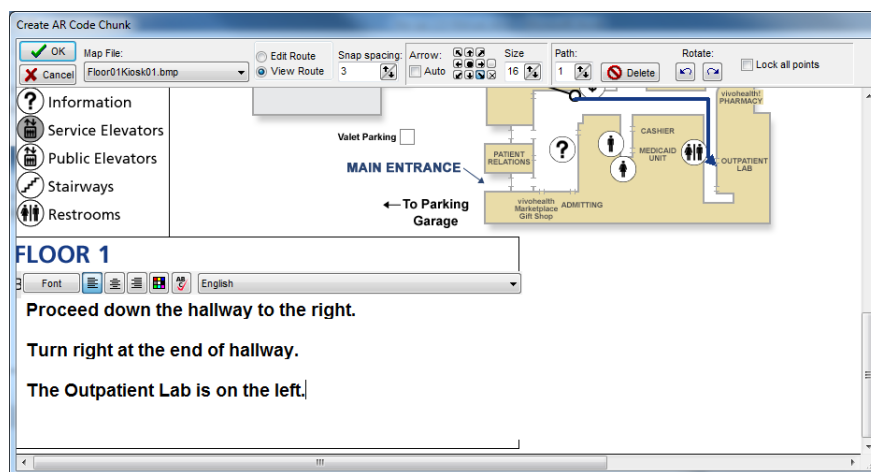 Create AR Code Chunk
OK
Cancel
Map File:
Floor01Kiosk01.bmp
Edit Route
View Route
Snap spacing:
3
Arrow:
Auto
Size
16
Path:
1
Delete
Rotate:
Lock all points
Information
Service Elevators
Public Elevators
Stairways
Restrooms
Valet Parking
MAIN ENTRANCE
To Parking
Garage
PATIENT
RELATIONS
?
vivohealth
Marketplace
Gift Shop
ADMITTING
CASHIER
MEDICAID
UNIT
vivohealth!
PHARMACY
OUTPATIENT
LAB
FLOOR 1
Font
English
Proceed down the hallway to the right.
Turn right at the end of hallway.
The Outpatient Lab is on the left.